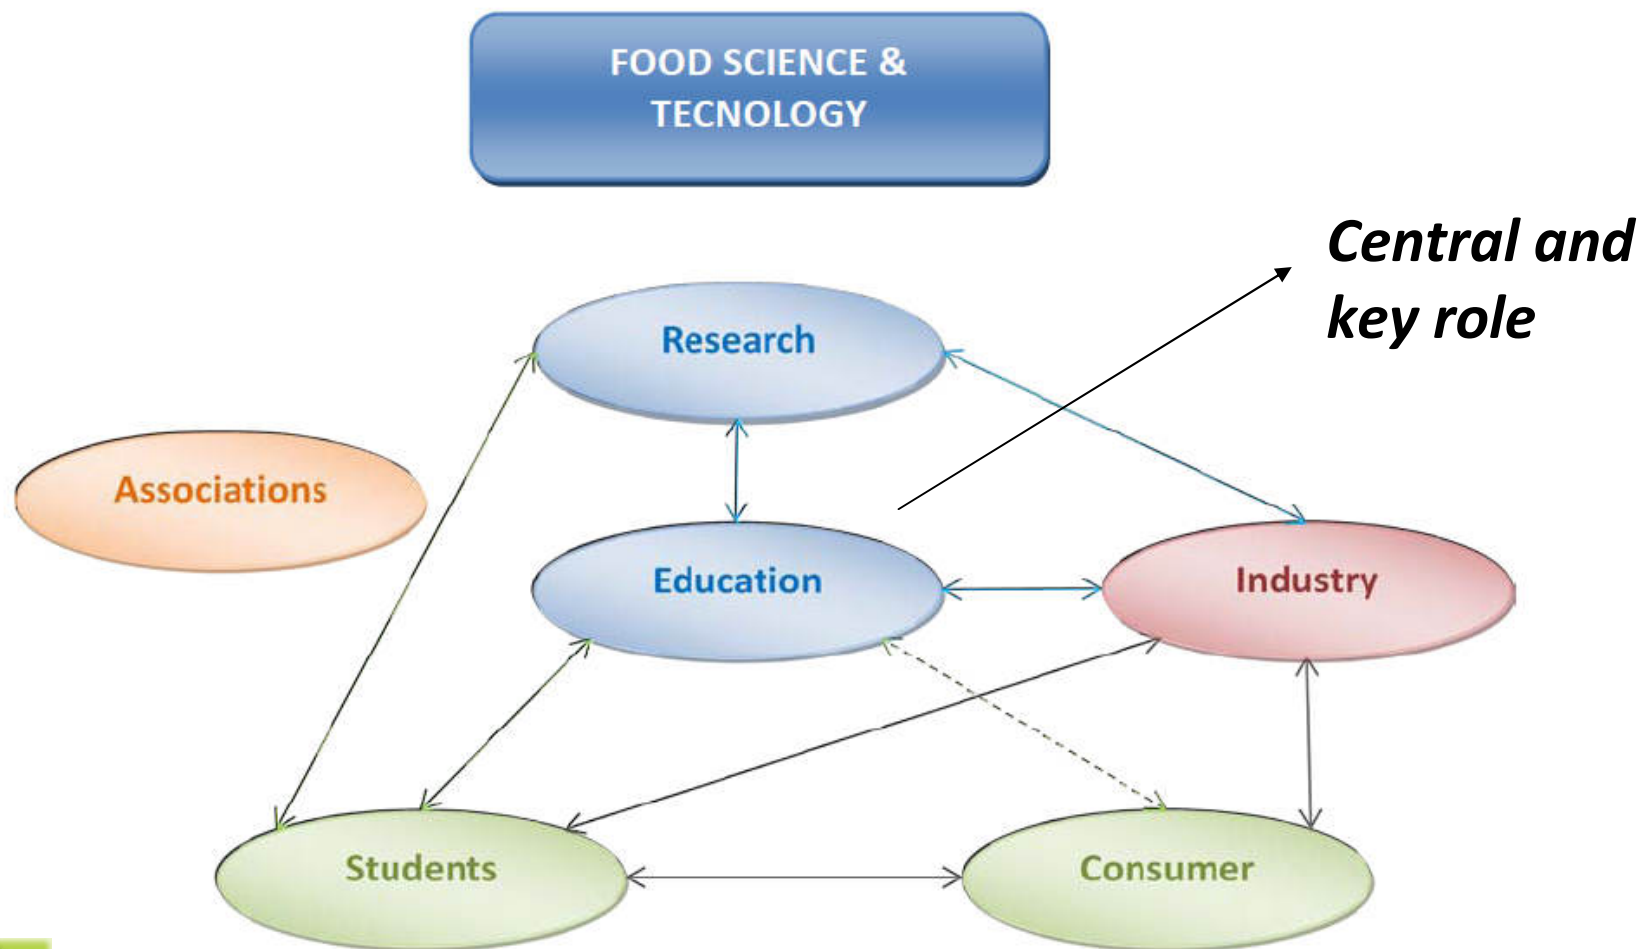 FOOD SCIENCE &
TECNOLOGY
Central and
key role
Research
Associations
Education
Industry
Students
Consumer